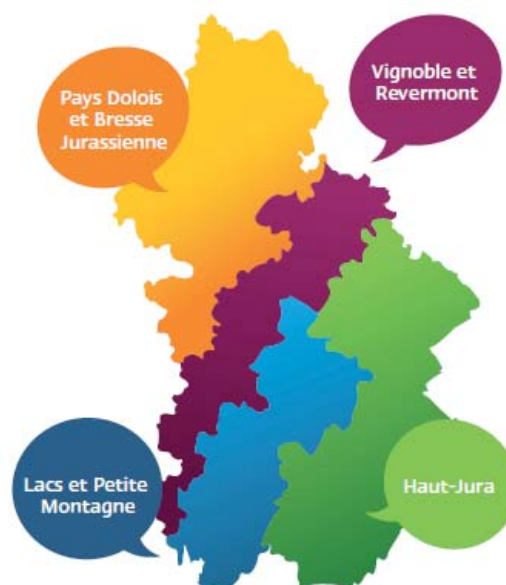 Pays Dolois
et Bresse
Jurassienne
Vignoble et
Revermont
Lacs et Petite
Montagne
Haut-Jura